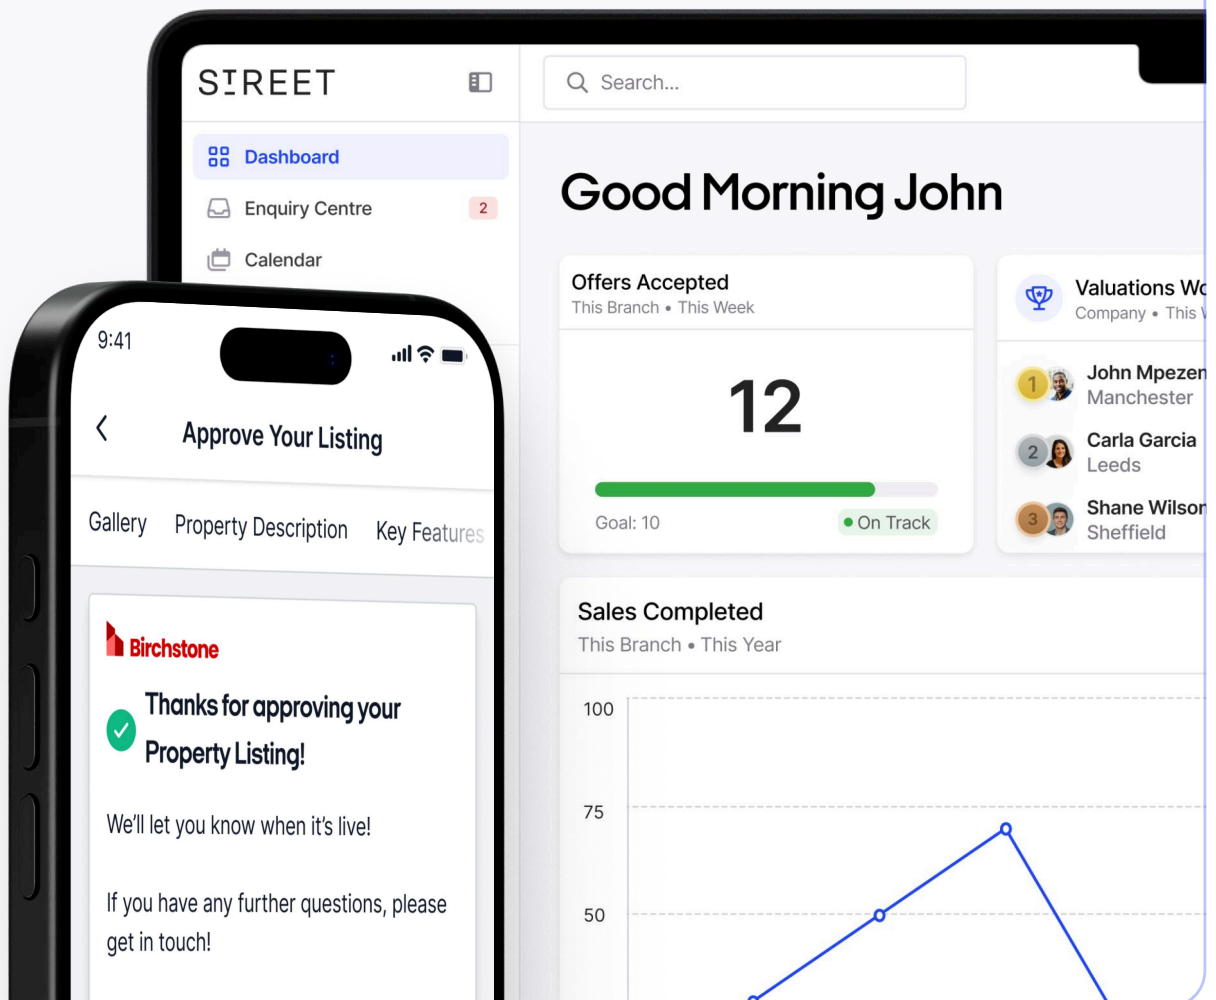 STREET
Search...
Dashboard
Enquiry Centre
2
Calendar
Good Morning John
Offers Accepted
This Branch • This Week
12
Goal: 10
On Track
Valuations
Company • This
1
John
Manchester
2
Carla Garcia
Leeds
3
Shane Wilson
Sheffield
Sales Completed
This Branch • This Year
100
75
50
9:41
Approve Your Listing
Gallery
Property Description
Key Features
Birchstone
Thanks for approving your
Property Listing!
We'll let you know when it's live!
If you have any further questions, please
get in touch!